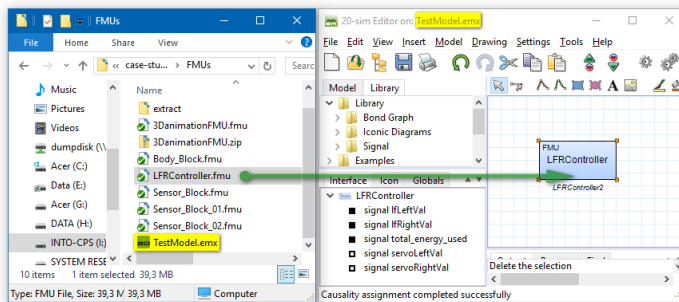 FMUs
File
Home
Share
View
« case-stu... › FMUs
Searc
Music
Pictures
Videos
dumpdisk (\\
Acer (C:)
Data (E:)
Acer (G:)
DATA (H:)
INTO-CPS (I:)
SYSTEM RESE
Name
extract
3DanimationFMU.fmu
3DanimationFMU.zip
Body_Block.fmu
LFRController.fmu
Sensor_Block.fmu
Sensor_Block_01.fmu
Sensor_Block_02.fmu
TestModel.emx
10 items 1 item selected 39,3 MB
Type: FMU File, Size: 39,3 M 39,3 MB Computer
20-sim Editor on: TestModel.emx
File Edit View Insert Model Drawing Settings Tools Help
Model Library
Library
Bond Graph
Iconic Diagrams
Signal
Examples
Interface Icon Globals
LFRController
signal lfLeftVal
signal lfRightVal
signal total_energy_used
signal servoLeftVal
signal servoRightVal
FMU
LFRController
LFRController2
Delete the selection
Causality assignment completed successfully